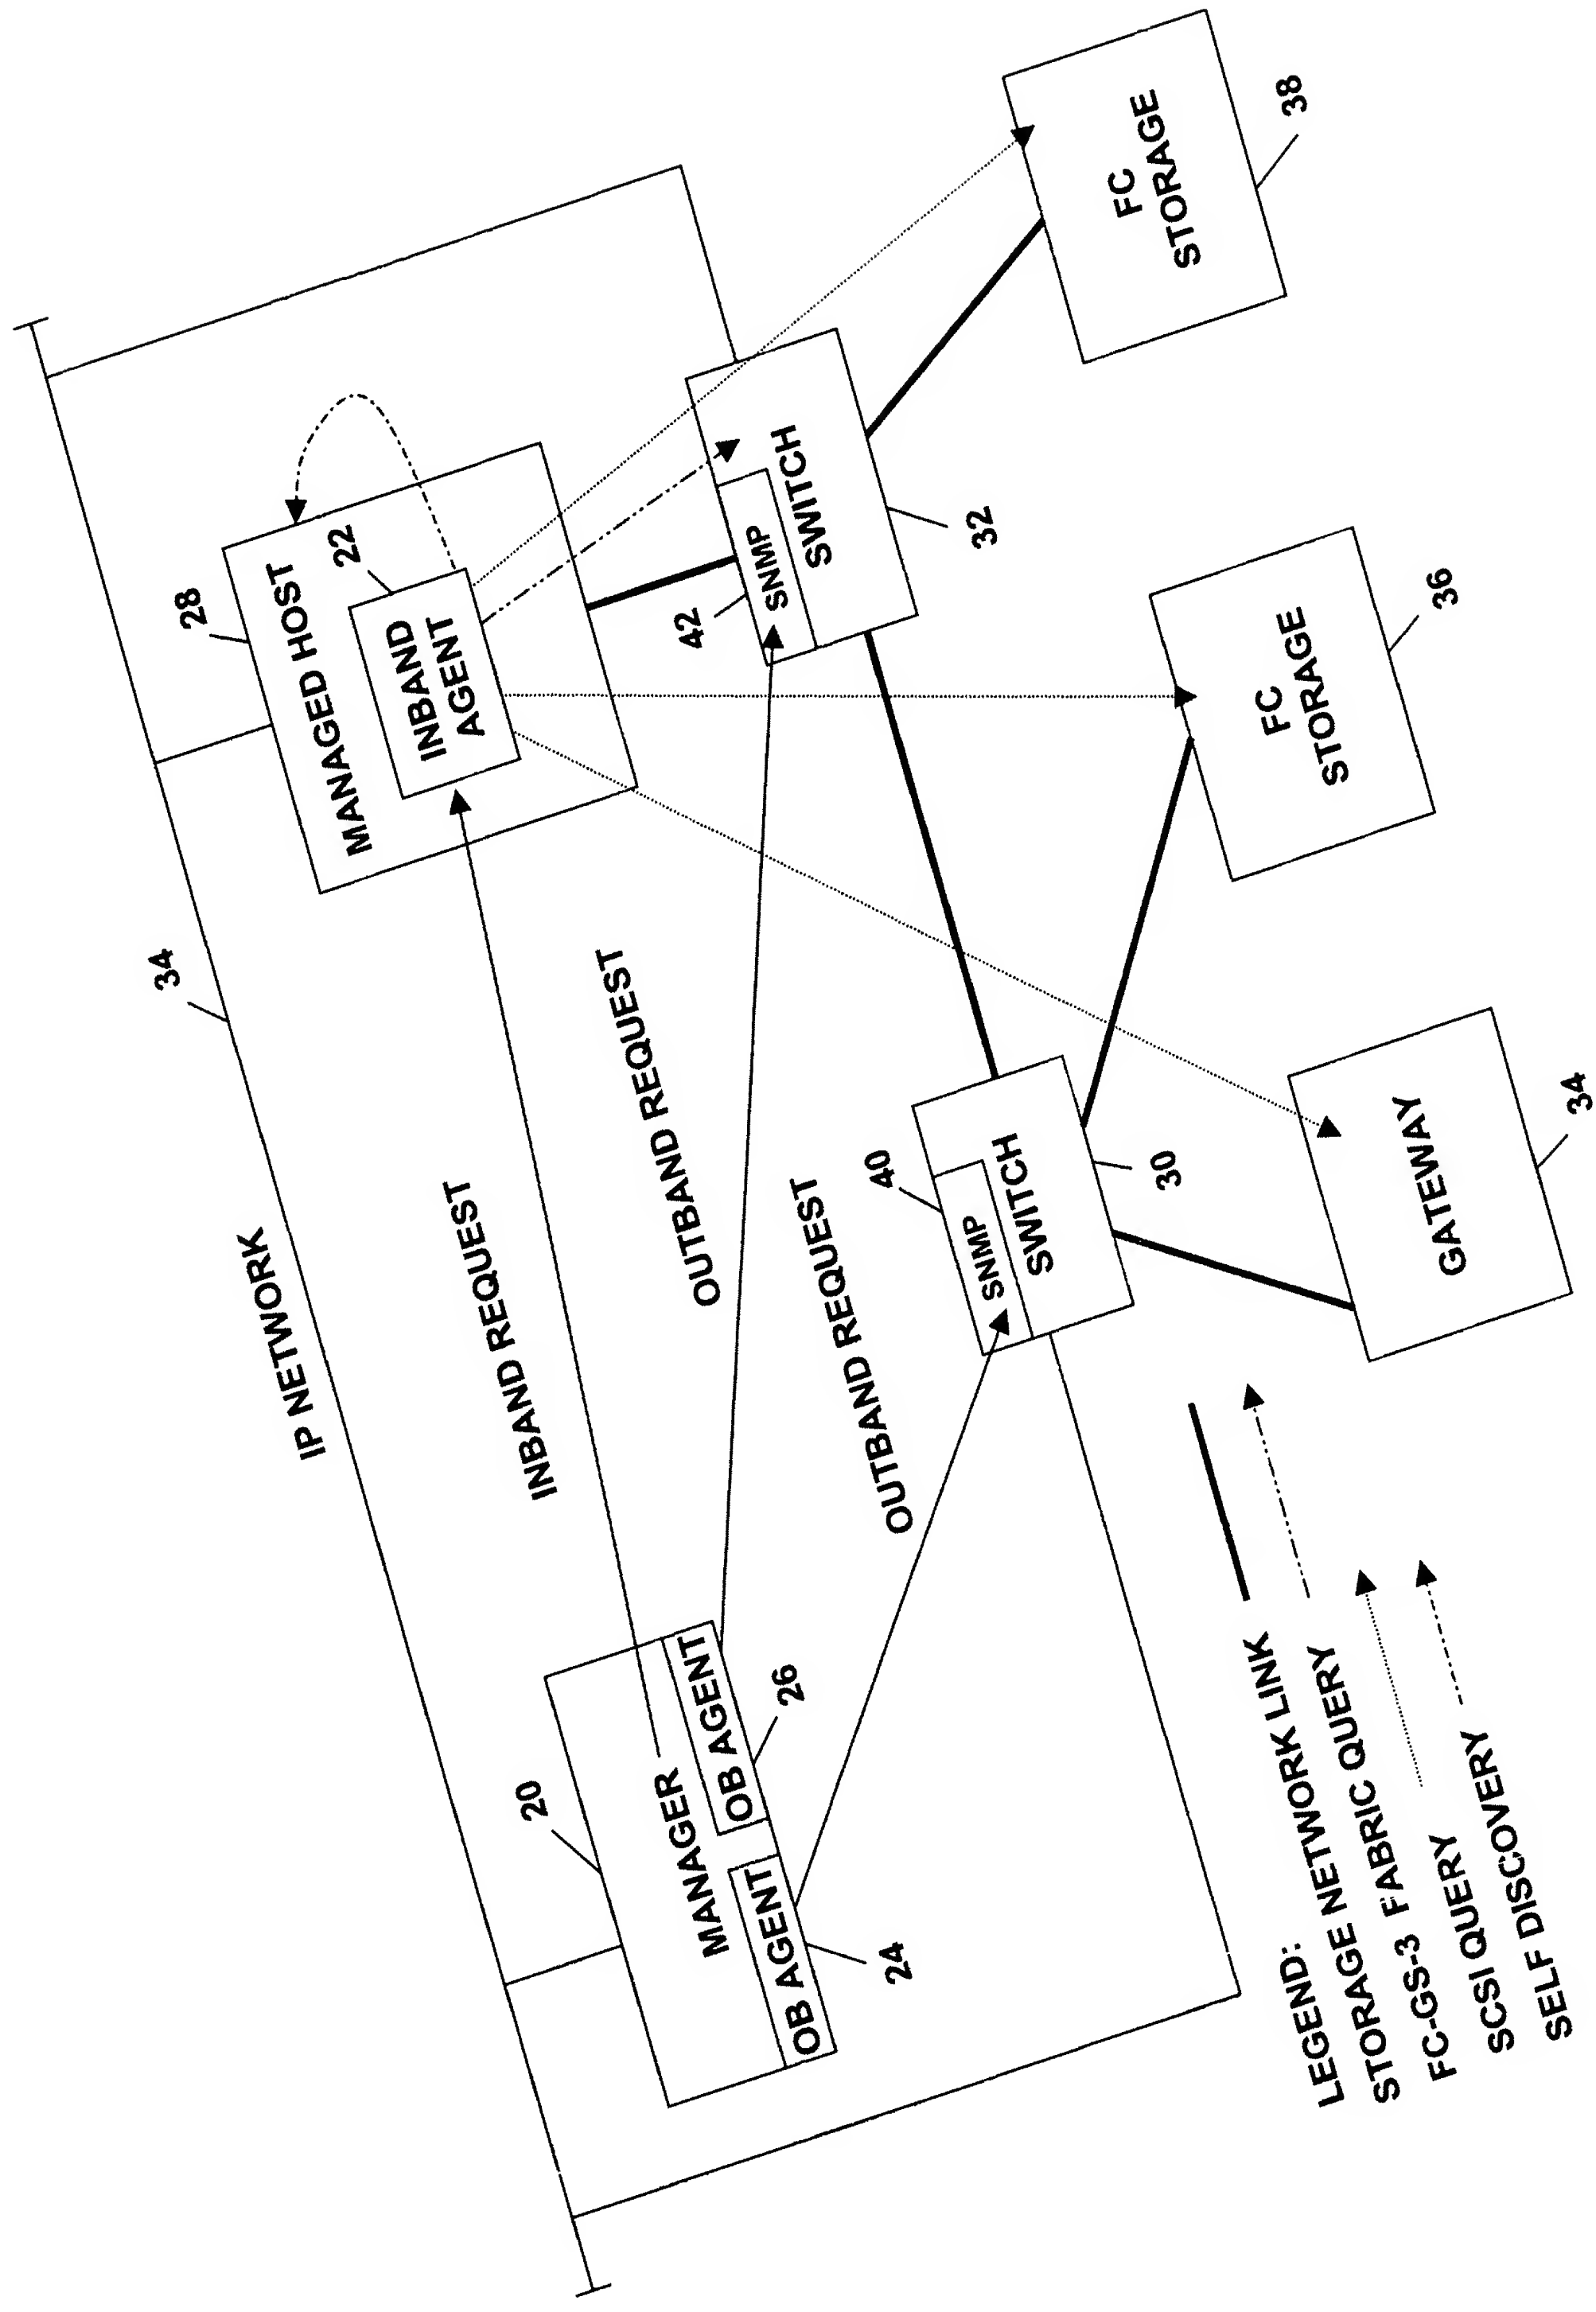 IP NETWORK
34
20
MANAGER
OB AGENT
24
OB AGENT
26
INBAND REQUEST
OUTBAND REQUEST
OUTBAND REQUEST
28
MANAGED HOST
22
INBAND
AGENT
40
SNMP
SWITCH
30
42
SNMP
SWITCH
32
GATEWAY
34
FC
STORAGE
36
FC
STORAGE
38
LEGEND:
STORAGE NETWORK LINK
FC-GS-3 FABRIC QUERY
SCSI QUERY
SELF DISCOVERY